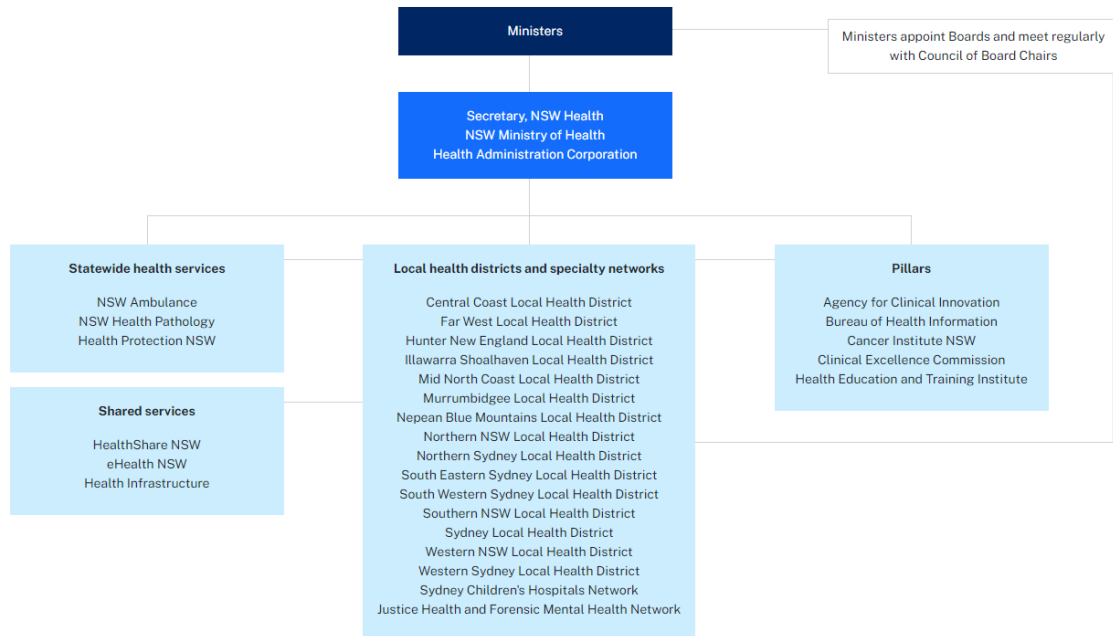 Ministers
Ministers appoint Boards and meet regularly
with Council of Board Chairs
Secretary, NSW Health
NSW Ministry of Health
Health Administration Corporation
Statewide health services
NSW Ambulance
NSW Health Pathology
Health Protection NSW
Shared services
HealthShare NSW
eHealth NSW
Health Infrastructure
Local health districts and specialty networks
Central Coast Local Health District
Far West Local Health District
Hunter New England Local Health District
Illawarra Shoalhaven Local Health District
Mid North Coast Local Health District
Murrumbidgee Local Health District
Nepean Blue Mountains Local Health District
Northern NSW Local Health District
Northern Sydney Local Health District
South Eastern Sydney Local Health District
South Western Sydney Local Health District
Southern NSW Local Health District
Sydney Local Health District
Western NSW Local Health District
Western Sydney Local Health District
Sydney Children's Hospitals Network
Justice Health and Forensic Mental Health Network
Pillars
Agency for Clinical Innovation
Bureau of Health Information
Cancer Institute NSW
Clinical Excellence Commission
Health Education and Training Institute